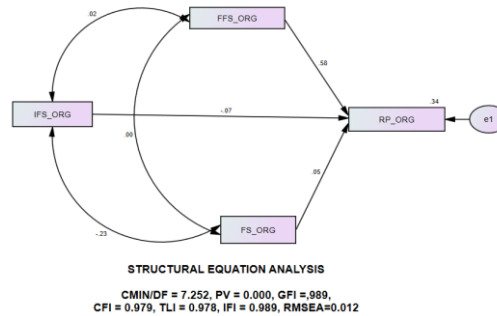 .02
FFS_ORG
.58
.34
IFS_ORG
-.07
RP_ORG
e1
.00
.05
-.23
FS_ORG
STRUCTURAL EQUATION ANALYSIS
CMIN/DF = 7.252, PV = 0.000, GFI =,989,
CFI = 0.979, TLI = 0.978, IFI = 0.989, RMSEA=0.012